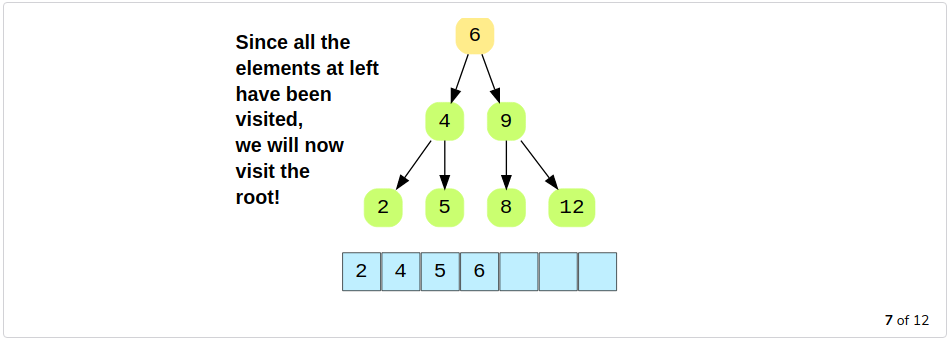 Since all the
elements at left
have been
visited,
we will now
visit the
root!
6
4 9
2 5 8 12
2 4 5 6
7 of 12